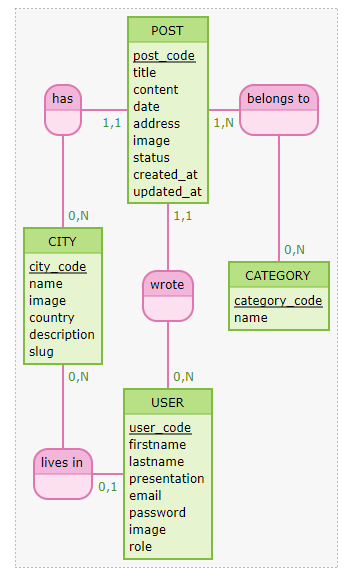 POST
post_code
title
content
date
address
image
status
created_at
updated_at
has
belongs to
1,1
1,N
1,1
0,N
0,N
CITY
city_code
name
image
country
description
slug
CATEGORY
category_code
name
wrote
0,N
0,N
USER
user_code
firstname
lastname
presentation
email
password
image
role
lives in
0,1